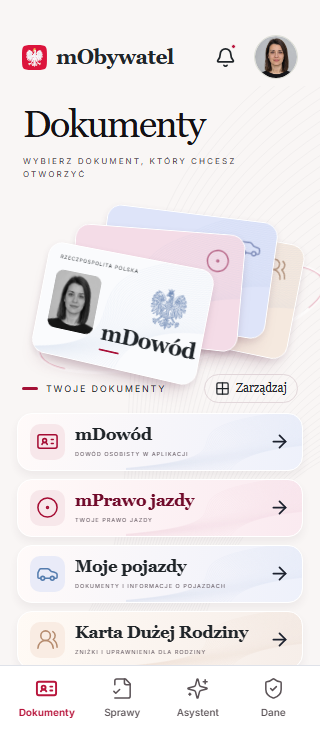 mObywatel
Dokumenty
WYBIERZ DOKUMENT, KTÓRY CHCESZ
OTWORZYĆ
RZECZPOSPOLITA POLSKA
mDowód
TWOJE DOKUMENTY
Zarządzaj
mDowód
DOWÓD OSOBISTY W APLIKACJI
mPrawo jazdy
TWOJE PRAWO JAZDY
Moje pojazdy
DOKUMENTY I INFORMACJE O POJAZDACH
Karta Dużej Rodziny
ZNIŻKI I UPRAWNIENIA DLA RODZINY
Dokumenty
Sprawy
Asystent
Dane